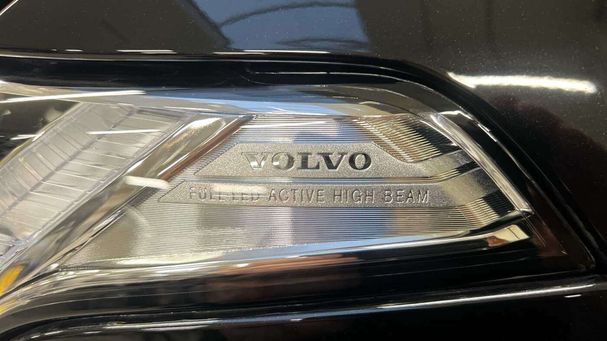 VOLVO
FULL LED ACTIVE HIGH BEAM